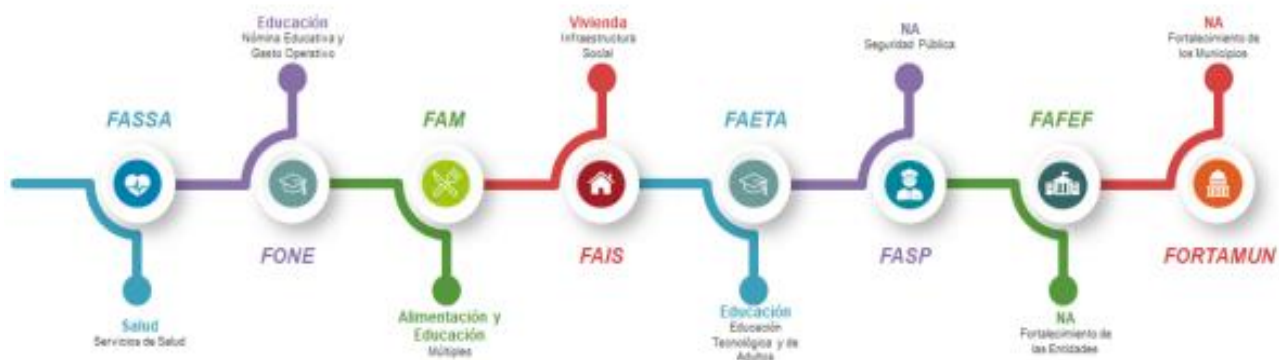 Educación
Nómina Educativa y
Gasto Operativo
Vivienda
Infraestructura
Social
NA
Seguridad Pública
NA
Fortalecimiento de
los Municipios
FASSA
FAM
FAETA
FAFEF
FONE
FAIS
FASP
FORTAMUN
Salud
Servicios de Salud
Alimentación y
Educación
Múltiples
Educación
Educación
Tecnológica y de
Adultos
NA
Fortalecimiento de
las Entidades